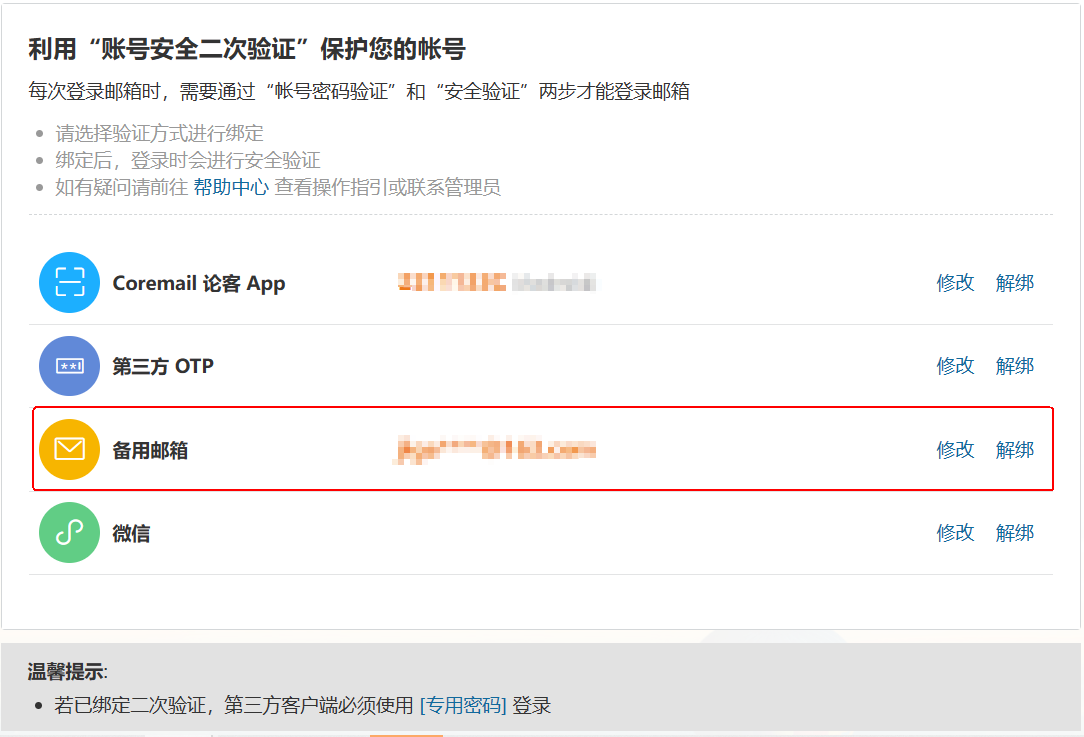 利用“账号安全二次验证”保护您的帐号
每次登录邮箱时，需要通过“帐号密码验证”和“安全验证”两步才能登录邮箱
请选择验证方式进行绑定
绑定后，登录时会进行安全验证
如有疑问请前往 帮助中心 查看操作指引或联系管理员
Coremail 论客 App 修改 解绑
第三方 OTP 修改 解绑
备用邮箱 修改 解绑
微信 修改 解绑
温馨提示:
若已绑定二次验证，第三方客户端必须使用 [专用密码] 登录